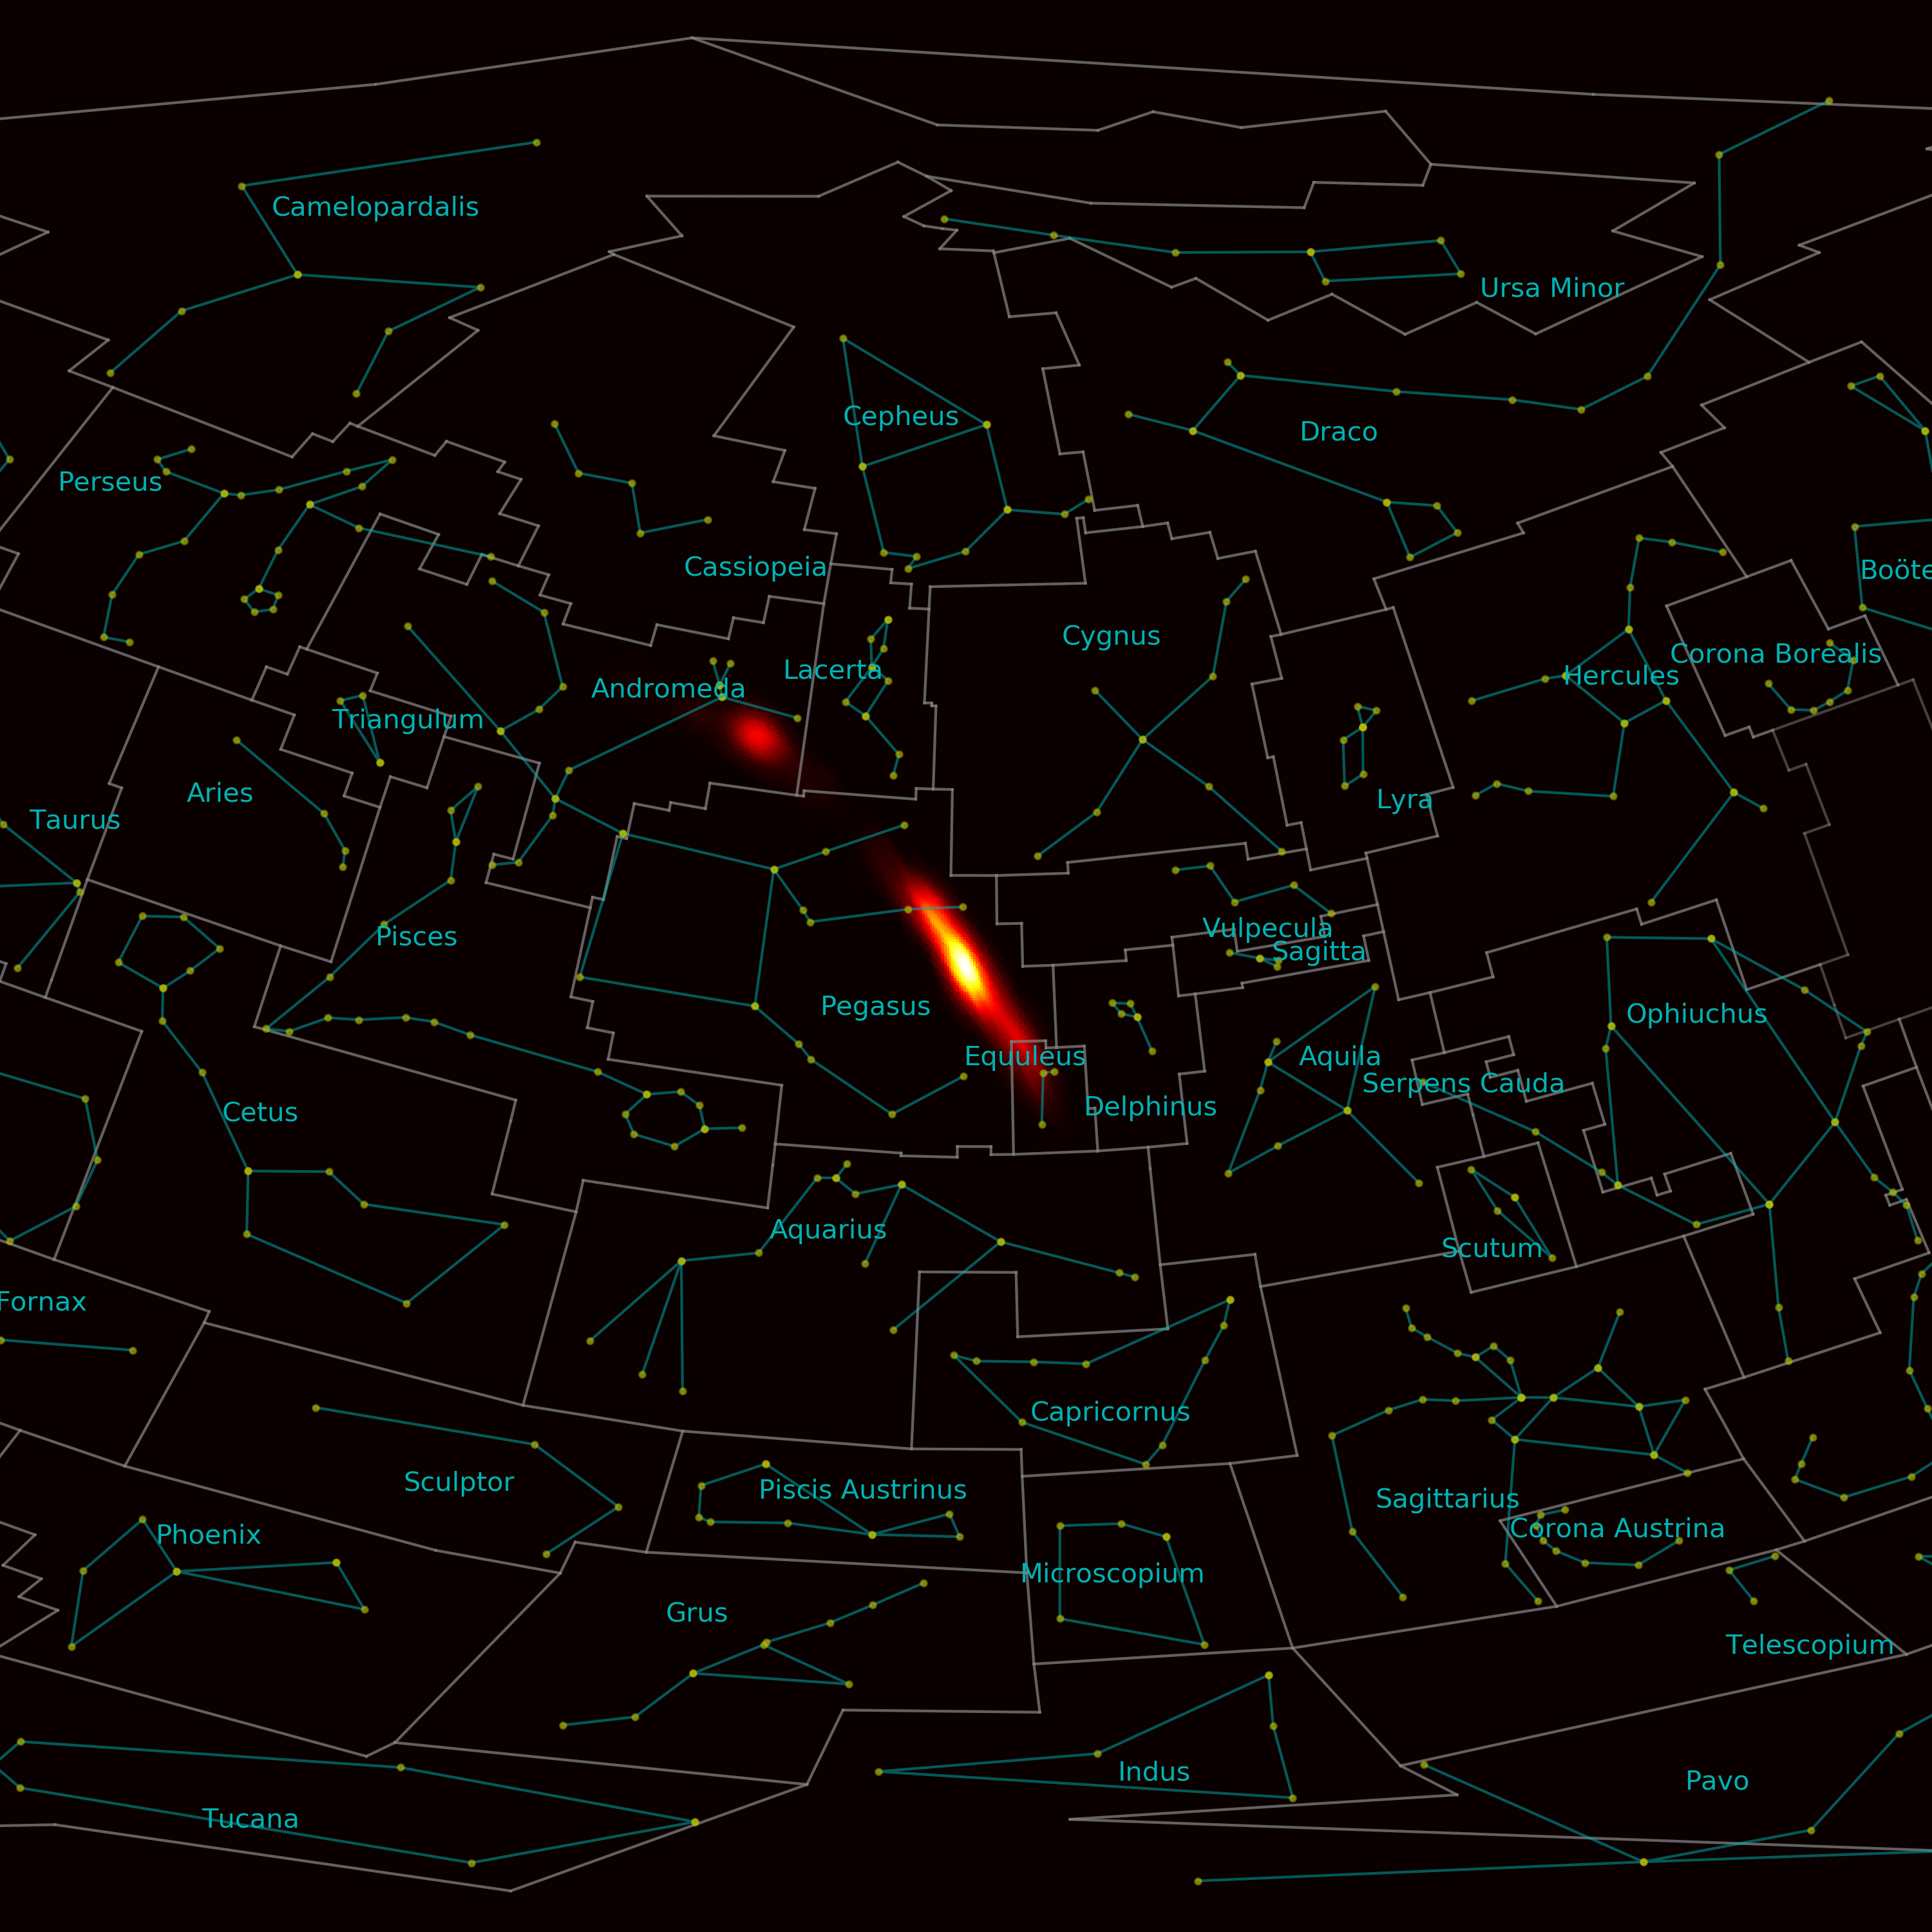 Camelopardalis
Ursa Minor
Cepheus
Draco
Perseus
Cassiopeia
Boöte
Cygnus
Corona Borealis
Lacerta
Hercules
Andromeda
Triangulum
Aries
Lyra
Taurus
Vulpecula
Pisces
Sagitta
Pegasus
Ophiuchus
Equuleus
Aquila
Serpens Cauda
Delphinus
Cetus
Aquarius
Scutum
Fornax
Capricornus
Sculptor
Piscis Austrinus
Sagittarius
Corona Austrina
Phoenix
Microscopium
Grus
Telescopium
Indus
Pavo
Tucana